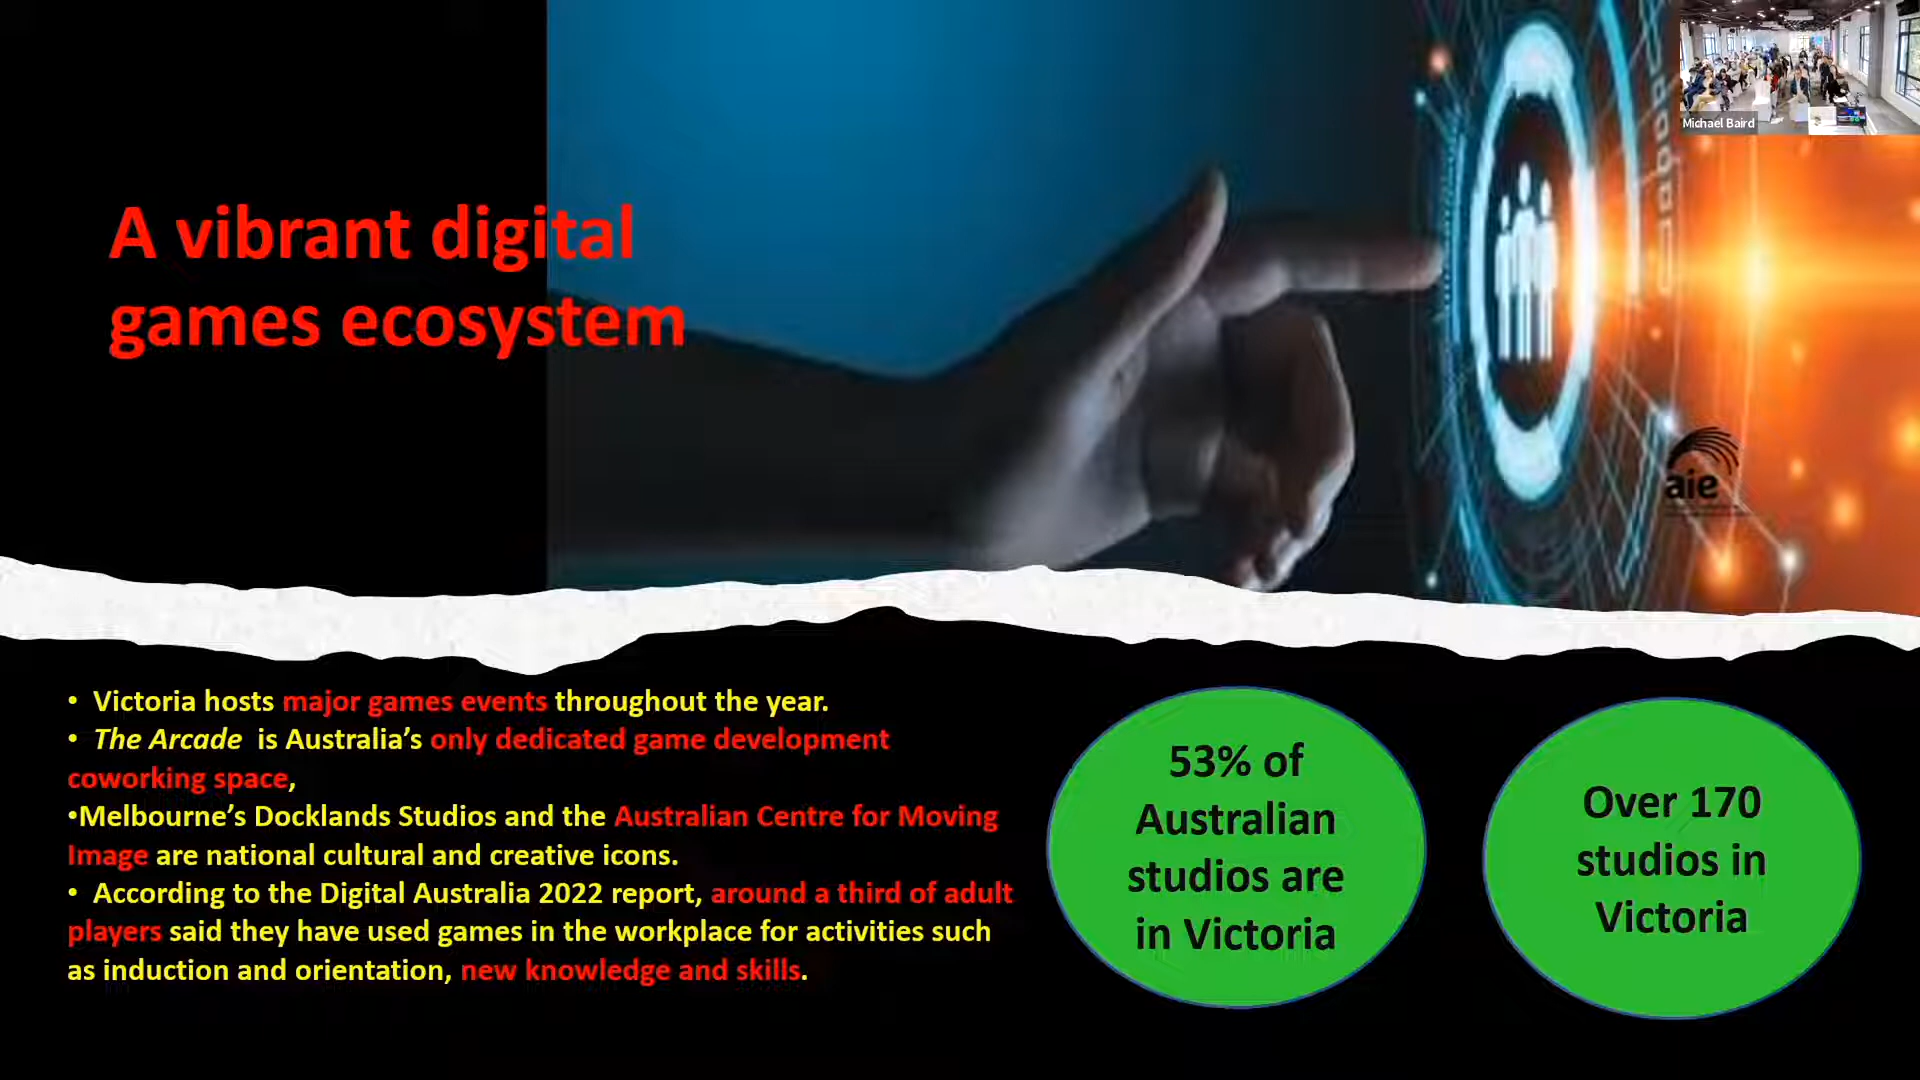 Michael Baird
A vibrant digital
games ecosystem
aie
• Victoria hosts major games events throughout the year.
• The Arcade is Australia’s only dedicated game development
coworking space,
•Melbourne’s Docklands Studios and the Australian Centre for Moving
Image are national cultural and creative icons.
• According to the Digital Australia 2022 report, around a third of adult
players said they have used games in the workplace for activities such
as induction and orientation, new knowledge and skills.
53% of
Australian
studios are
in Victoria
Over 170
studios in
Victoria